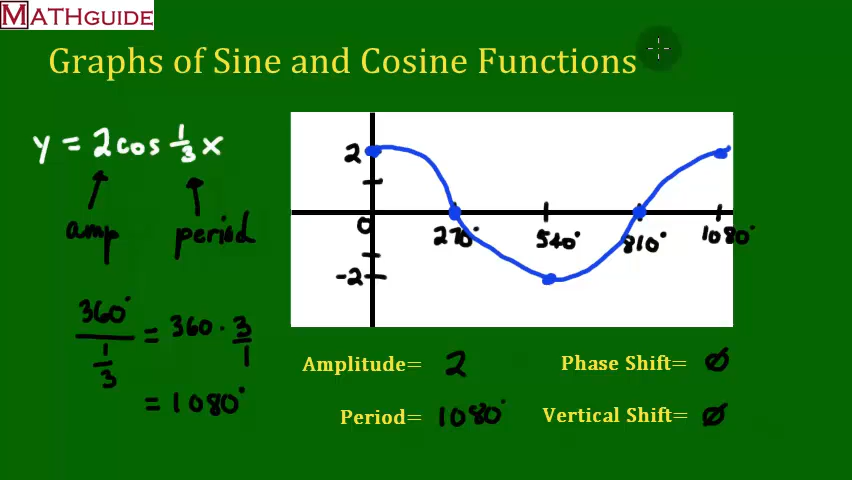 MATHGUIDE
Graphs of Sine and Cosine Functions
y = 2cos 1/3 x
amp period
360° / 1/3 = 360 · 3/1
= 1080°
2
0
270° 540° 810° 1080°
-2
Amplitude= 2 Phase Shift= Ø
Period= 1080° Vertical Shift= Ø